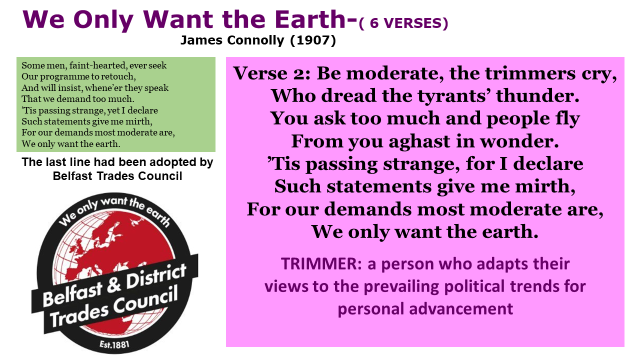 We Only Want the Earth-( 6 VERSES)
James Connolly (1907)
Some men, faint-hearted, ever seek
Our programme to retouch,
And will insist, whene'er they speak
That we demand too much.
'Tis passing strange, yet I declare
Such statements give me mirth,
For our demands most moderate are,
We only want the earth.
The last line had been adopted by
Belfast Trades Council
We only want the earth
Belfast & District
Trades Council
Est.1881
Verse 2: Be moderate, the trimmers cry,
Who dread the tyrants’ thunder.
You ask too much and people fly
From you aghast in wonder.
’Tis passing strange, for I declare
Such statements give me mirth,
For our demands most moderate are,
We only want the earth.
TRIMMER: a person who adapts their
views to the prevailing political trends for
personal advancement